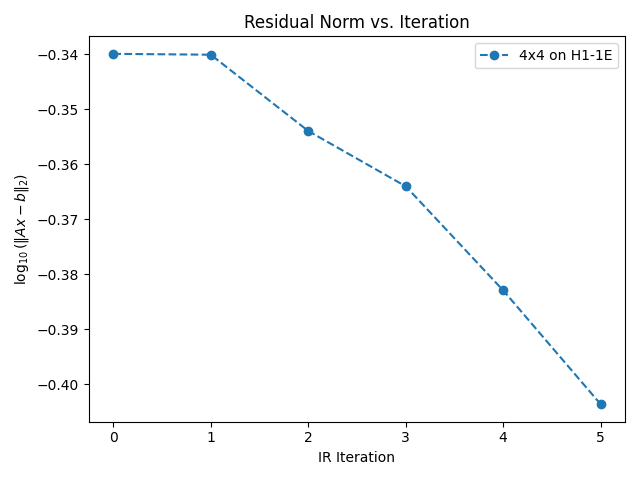 Residual Norm vs. Iteration
4x4 on H1-1E
−0.34
−0.35
−0.36
−0.37
−0.38
−0.39
−0.40
log₁₀(‖Ax − b‖₂)
0 1 2 3 4 5
IR Iteration